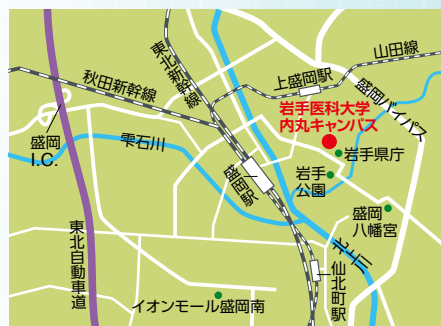 東北新幹線
山田線
秋田新幹線
上盛岡駅
盛岡バイパス
岩手医科大学
内丸キャンパス
盛岡
I.C.
雫石川
岩手県庁
盛岡駅
岩手
公園
盛岡
八幡宮
東北自動車道
北上川
仙北町駅
イオンモール盛岡南